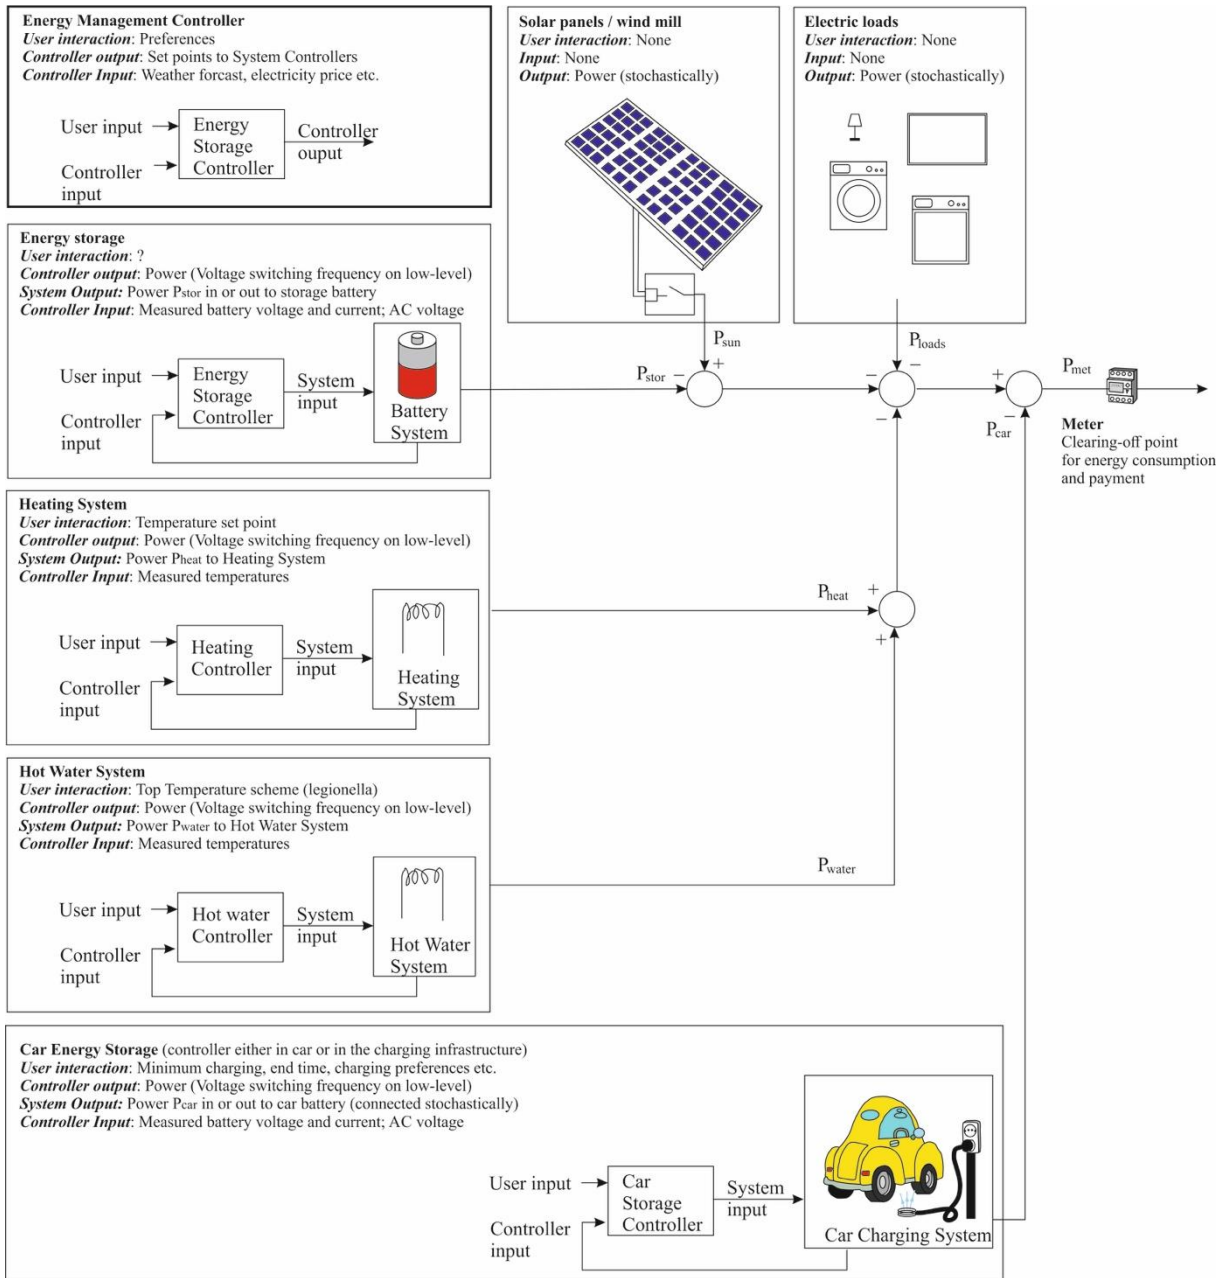 Energy Management Controller
User interaction: Preferences
Controller output: Set points to System Controllers
Controller Input: Weather forcast, electricity price etc.
User input
Energy
Storage
Controller
Controller
ouput
Controller
input
Solar panels / wind mill
User interaction: None
Input: None
Output: Power (stochastically)
Electric loads
User interaction: None
Input: None
Output: Power (stochastically)
Energy storage
User interaction: ?
Controller output: Power (Voltage switching frequency on low-level)
System Output: Power Pstor in or out to storage battery
Controller Input: Measured battery voltage and current; AC voltage
User input
Energy
Storage
Controller
System
input
Battery
System
Controller
input
Pstor
−
Psun
+
Ploads
−
−
−
+
−
Pcar
Pmet
Meter
Clearing-off point
for energy consumption
and payment
Heating System
User interaction: Temperature set point
Controller output: Power (Voltage switching frequency on low-level)
System Output: Power Pheat to Heating System
Controller Input: Measured temperatures
User input
Heating
Controller
System
input
Heating
System
Controller
input
Pheat
+
+
Hot Water System
User interaction: Top Temperature scheme (legionella)
Controller output: Power (Voltage switching frequency on low-level)
System Output: Power Pwater to Hot Water System
Controller Input: Measured temperatures
User input
Hot water
Controller
System
input
Hot Water
System
Controller
input
Pwater
Car Energy Storage (controller either in car or in the charging infrastructure)
User interaction: Minimum charging, end time, charging preferences etc.
Controller output: Power (Voltage switching frequency on low-level)
System Output: Power Pcar in or out to car battery (connected stochastically)
Controller Input: Measured battery voltage and current; AC voltage
User input
Car
Storage
Controller
System
input
Controller
input
Car Charging System